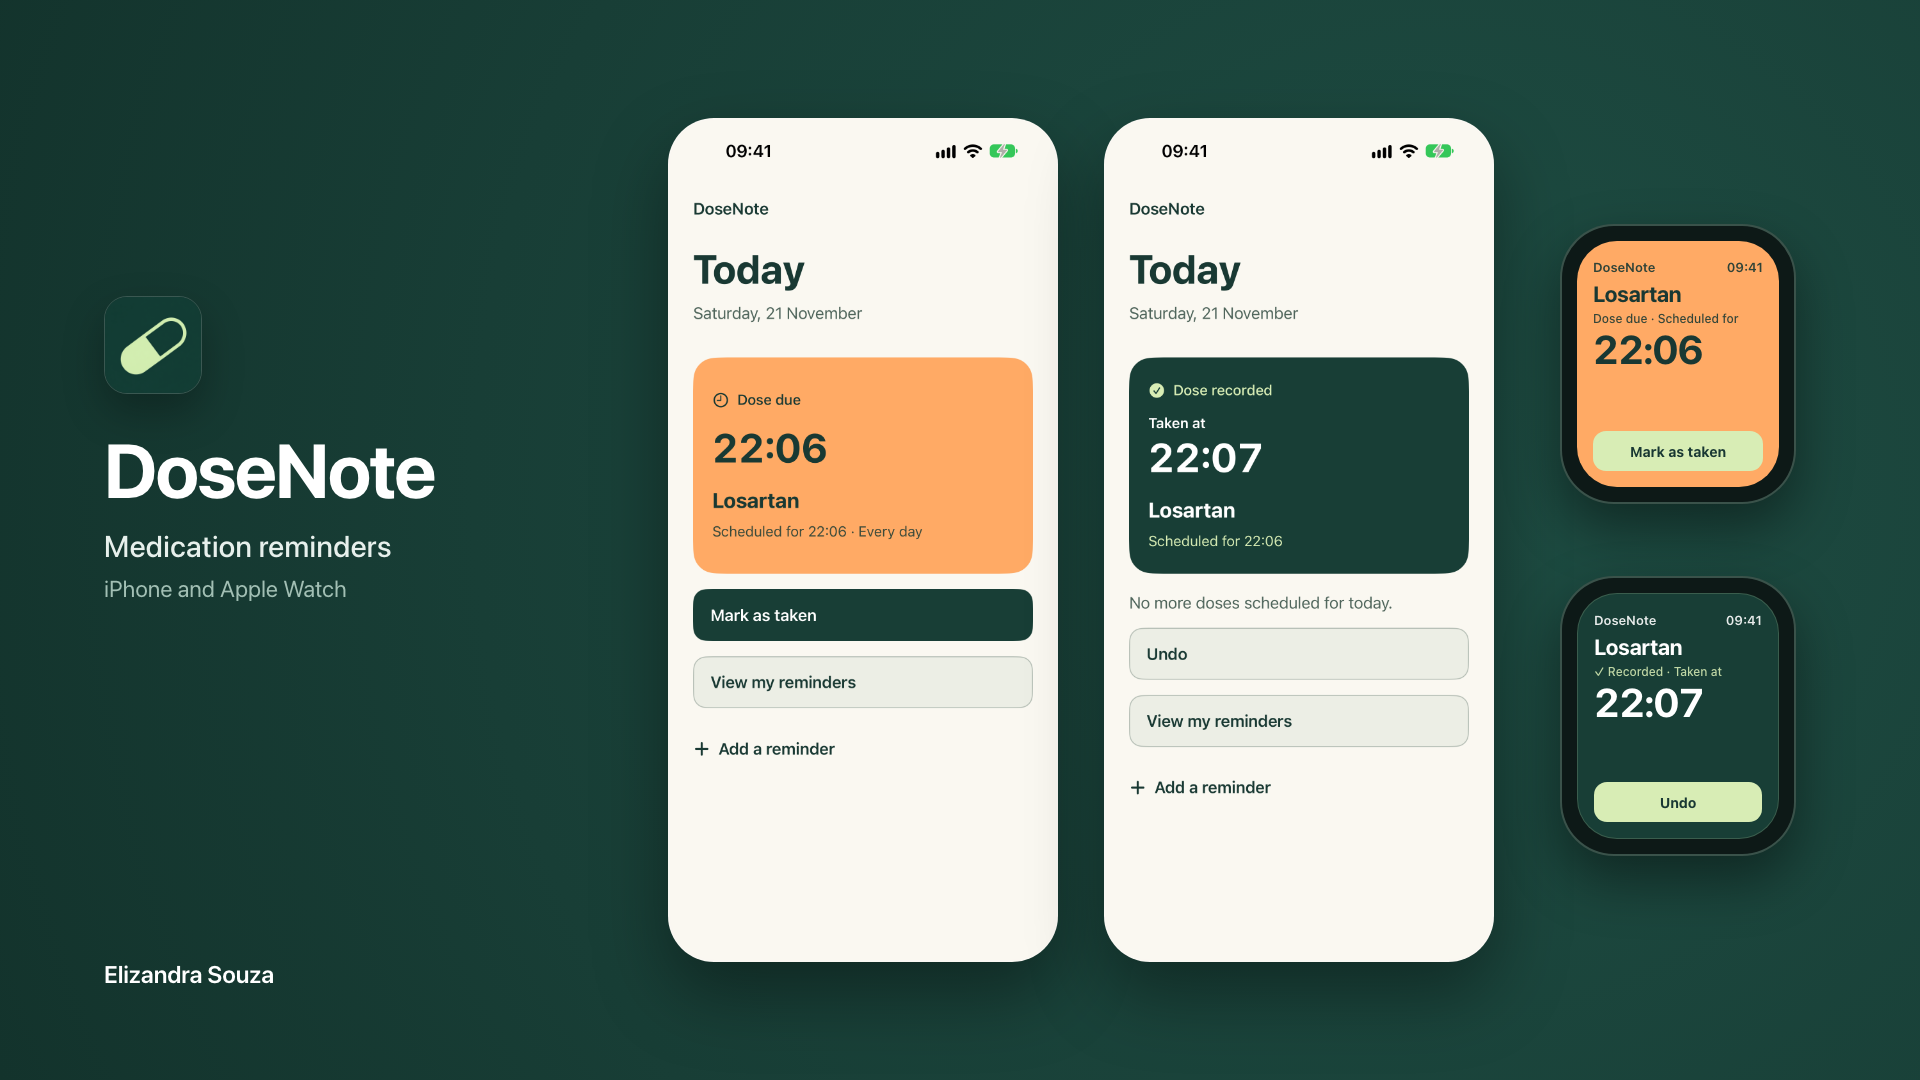 DoseNote
Medication reminders
iPhone and Apple Watch
Elizandra Souza
09:41
DoseNote
Today
Saturday, 21 November
Dose due
22:06
Losartan
Scheduled for 22:06 · Every day
Mark as taken
View my reminders
+ Add a reminder
09:41
DoseNote
Today
Saturday, 21 November
Dose recorded
Taken at
22:07
Losartan
Scheduled for 22:06
No more doses scheduled for today.
Undo
View my reminders
+ Add a reminder
DoseNote 09:41
Losartan
Dose due · Scheduled for
22:06
Mark as taken
DoseNote 09:41
Losartan
✓ Recorded · Taken at
22:07
Undo